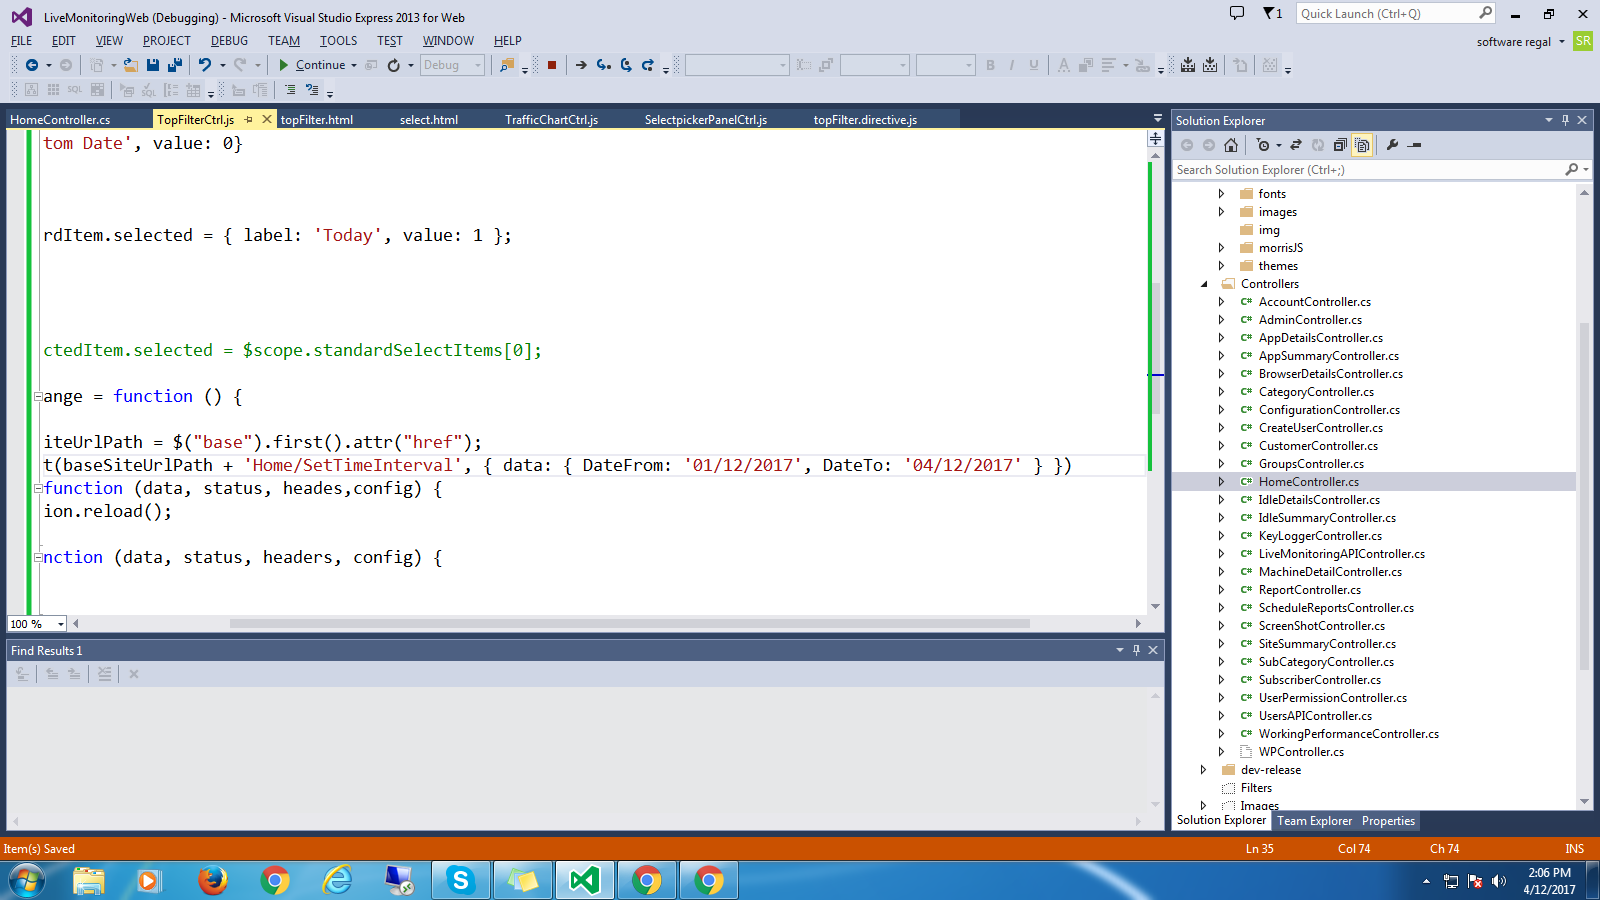 LiveMonitoringWeb (Debugging) - Microsoft Visual Studio Express 2013 for Web
1
Quick Launch (Ctrl+Q)
FILE EDIT VIEW PROJECT DEBUG TEAM TOOLS TEST WINDOW HELP
software regal SR
Continue Debug
B I U A
SQL SQL
HomeController.cs TopFilterCtrl.js topFilter.html select.html TrafficChartCtrl.js SelectpickerPanelCtrl.js topFilter.directive.js
tom Date', value: 0}
rdItem.selected = { label: 'Today', value: 1 };
ctedItem.selected = $scope.standardSelectItems[0];
ange = function () {
iteUrlPath = $("base").first().attr("href");
t(baseSiteUrlPath + 'Home/SetTimeInterval', { data: { DateFrom: '01/12/2017', DateTo: '04/12/2017' } })
function (data, status, heades,config) {
ion.reload();
nction (data, status, headers, config) {
100 %
Find Results 1
Solution Explorer
Search Solution Explorer (Ctrl+;)
fonts
images
img
morrisJS
themes
Controllers
C# AccountController.cs
C# AdminController.cs
C# AppDetailsController.cs
C# AppSummaryController.cs
C# BrowserDetailsController.cs
C# CategoryController.cs
C# ConfigurationController.cs
C# CreateUserController.cs
C# CustomerController.cs
C# GroupsController.cs
C# HomeController.cs
C# IdleDetailsController.cs
C# IdleSummaryController.cs
C# KeyLoggerController.cs
C# LiveMonitoringAPIController.cs
C# MachineDetailController.cs
C# ReportController.cs
C# ScheduleReportsController.cs
C# ScreenShotController.cs
C# SiteSummaryController.cs
C# SubCategoryController.cs
C# SubscriberController.cs
C# UserPermissionController.cs
C# UsersAPIController.cs
C# WorkingPerformanceController.cs
WPController.cs
dev-release
Filters
Images
Solution Explorer Team Explorer Properties
Item(s) Saved
Ln 35 Col 74 Ch 74 INS
2:06 PM
4/12/2017